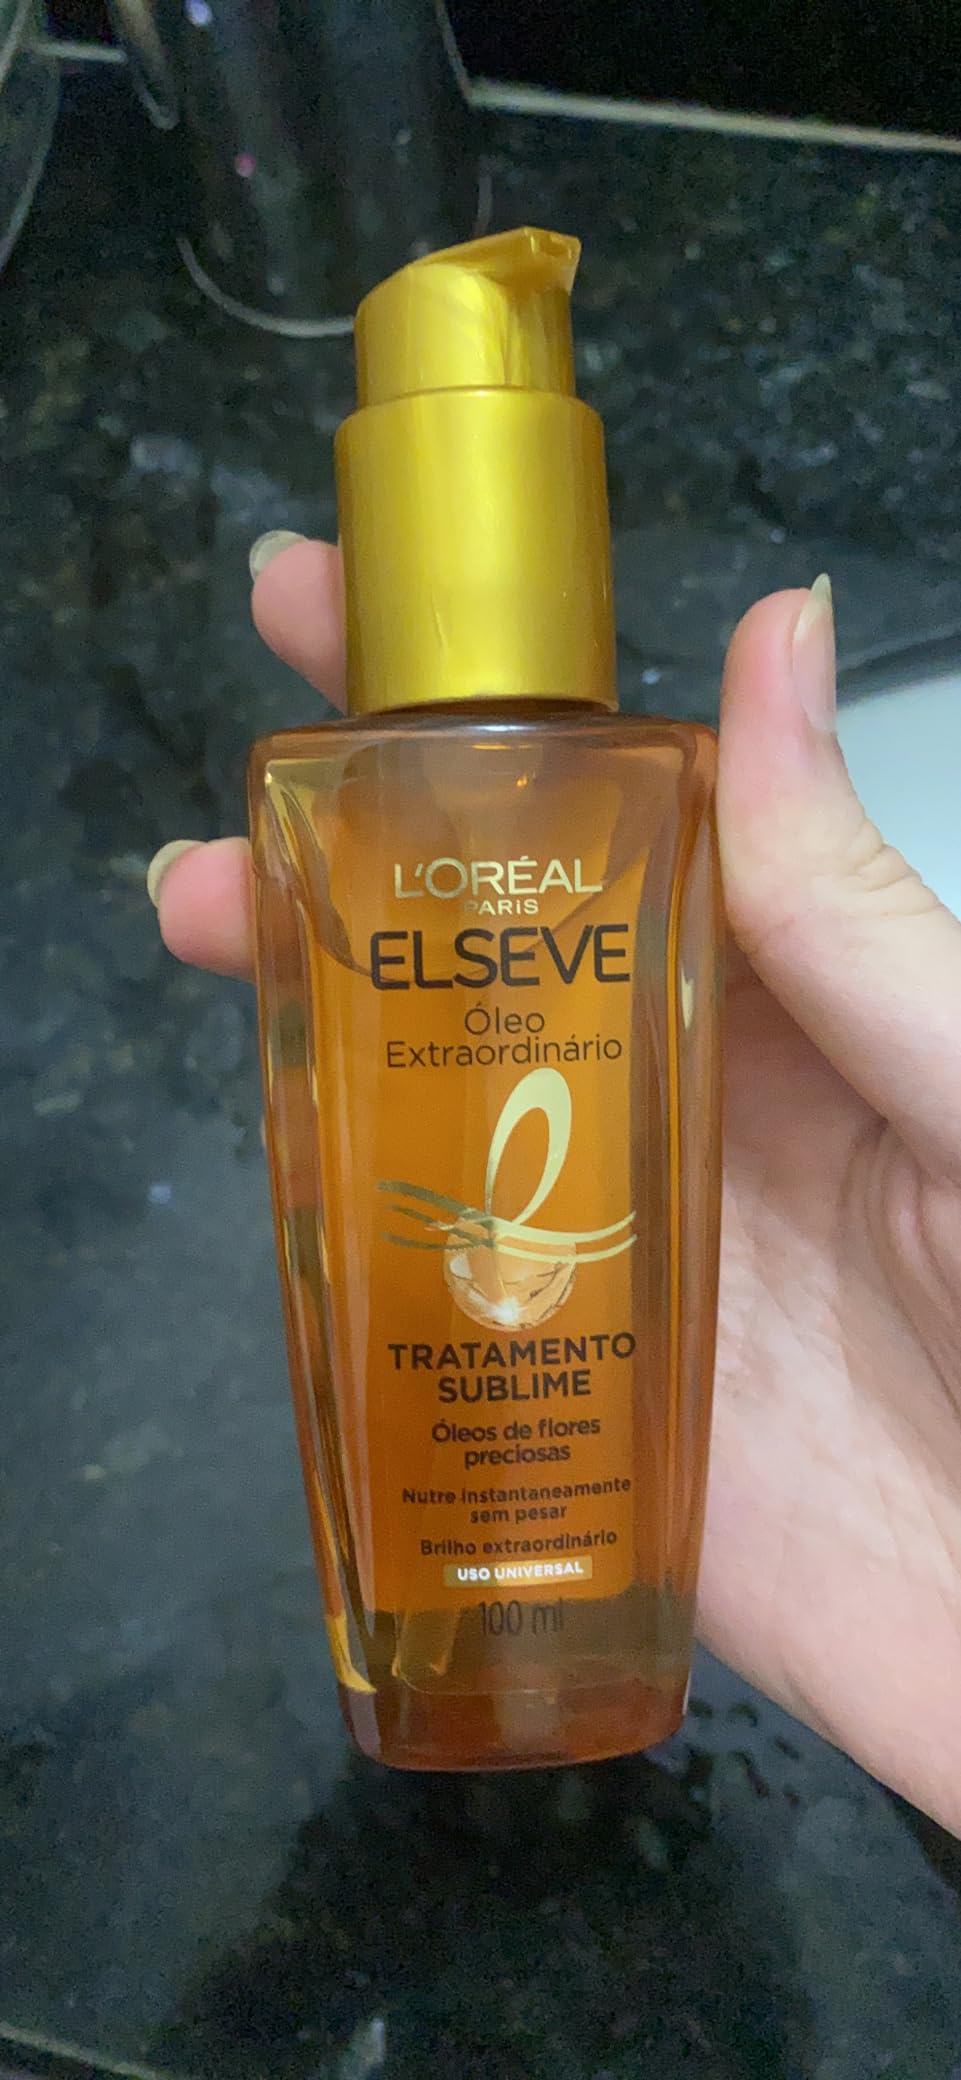 L'ORÉAL
PARIS
ELSEVE
Óleo
Extraordinário
TRATAMENTO
SUBLIME
Óleos de flores
preciosas
Nutre instantaneamente
sem pesar
Brilho extraordinário
USO UNIVERSAL
100 ml